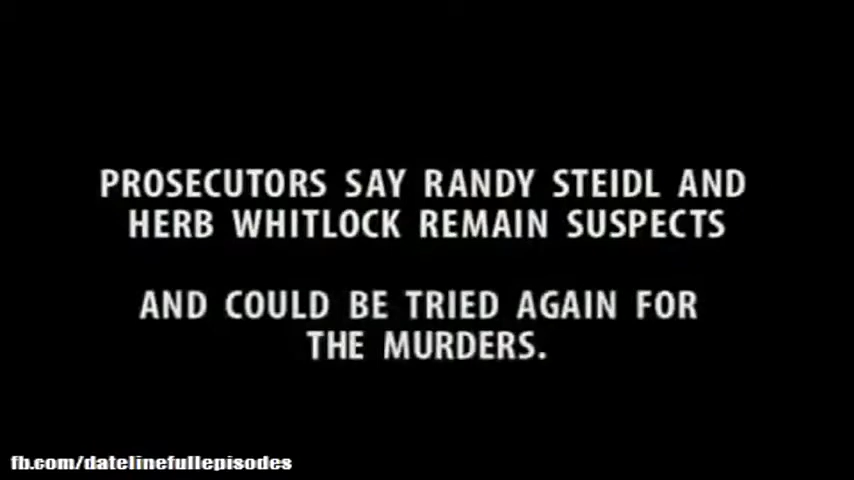 PROSECUTORS SAY RANDY STEIDL AND
HERB WHITLOCK REMAIN SUSPECTS
AND COULD BE TRIED AGAIN FOR
THE MURDERS.
fb.com/datelinefullepisodes